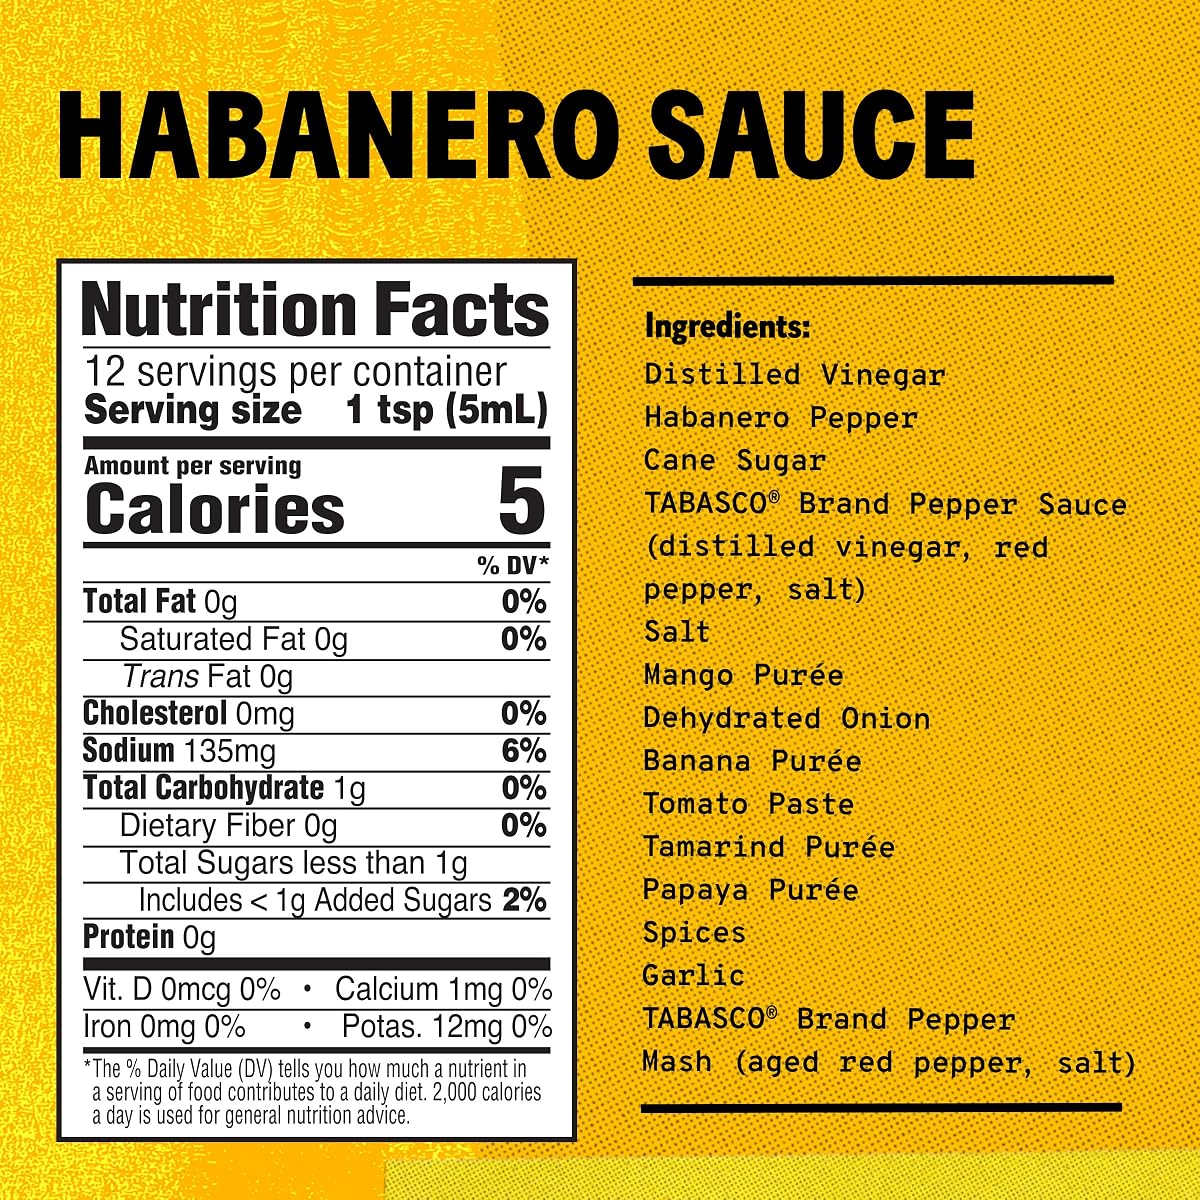 HABANERO SAUCE
Nutrition Facts
12 servings per container
Serving size 1 tsp (5mL)
Amount per serving
Calories 5
% DV*
Total Fat 0g 0%
Saturated Fat 0g 0%
Trans Fat 0g
Cholesterol 0mg 0%
Sodium 135mg 6%
Total Carbohydrate 1g 0%
Dietary Fiber 0g 0%
Total Sugars less than 1g
Includes < 1g Added Sugars 2%
Protein 0g
Vit. D 0mcg 0% • Calcium 1mg 0%
Iron 0mg 0% • Potas. 12mg 0%
*The % Daily Value (DV) tells you how much a nutrient in
a serving of food contributes to a daily diet. 2,000 calories
a day is used for general nutrition advice.
Ingredients:
Distilled Vinegar
Habanero Pepper
Cane Sugar
TABASCO® Brand Pepper Sauce
(distilled vinegar, red
pepper, salt)
Salt
Mango Purée
Dehydrated Onion
Banana Purée
Tomato Paste
Tamarind Purée
Papaya Purée
Spices
Garlic
TABASCO® Brand Pepper
Mash (aged red pepper, salt)